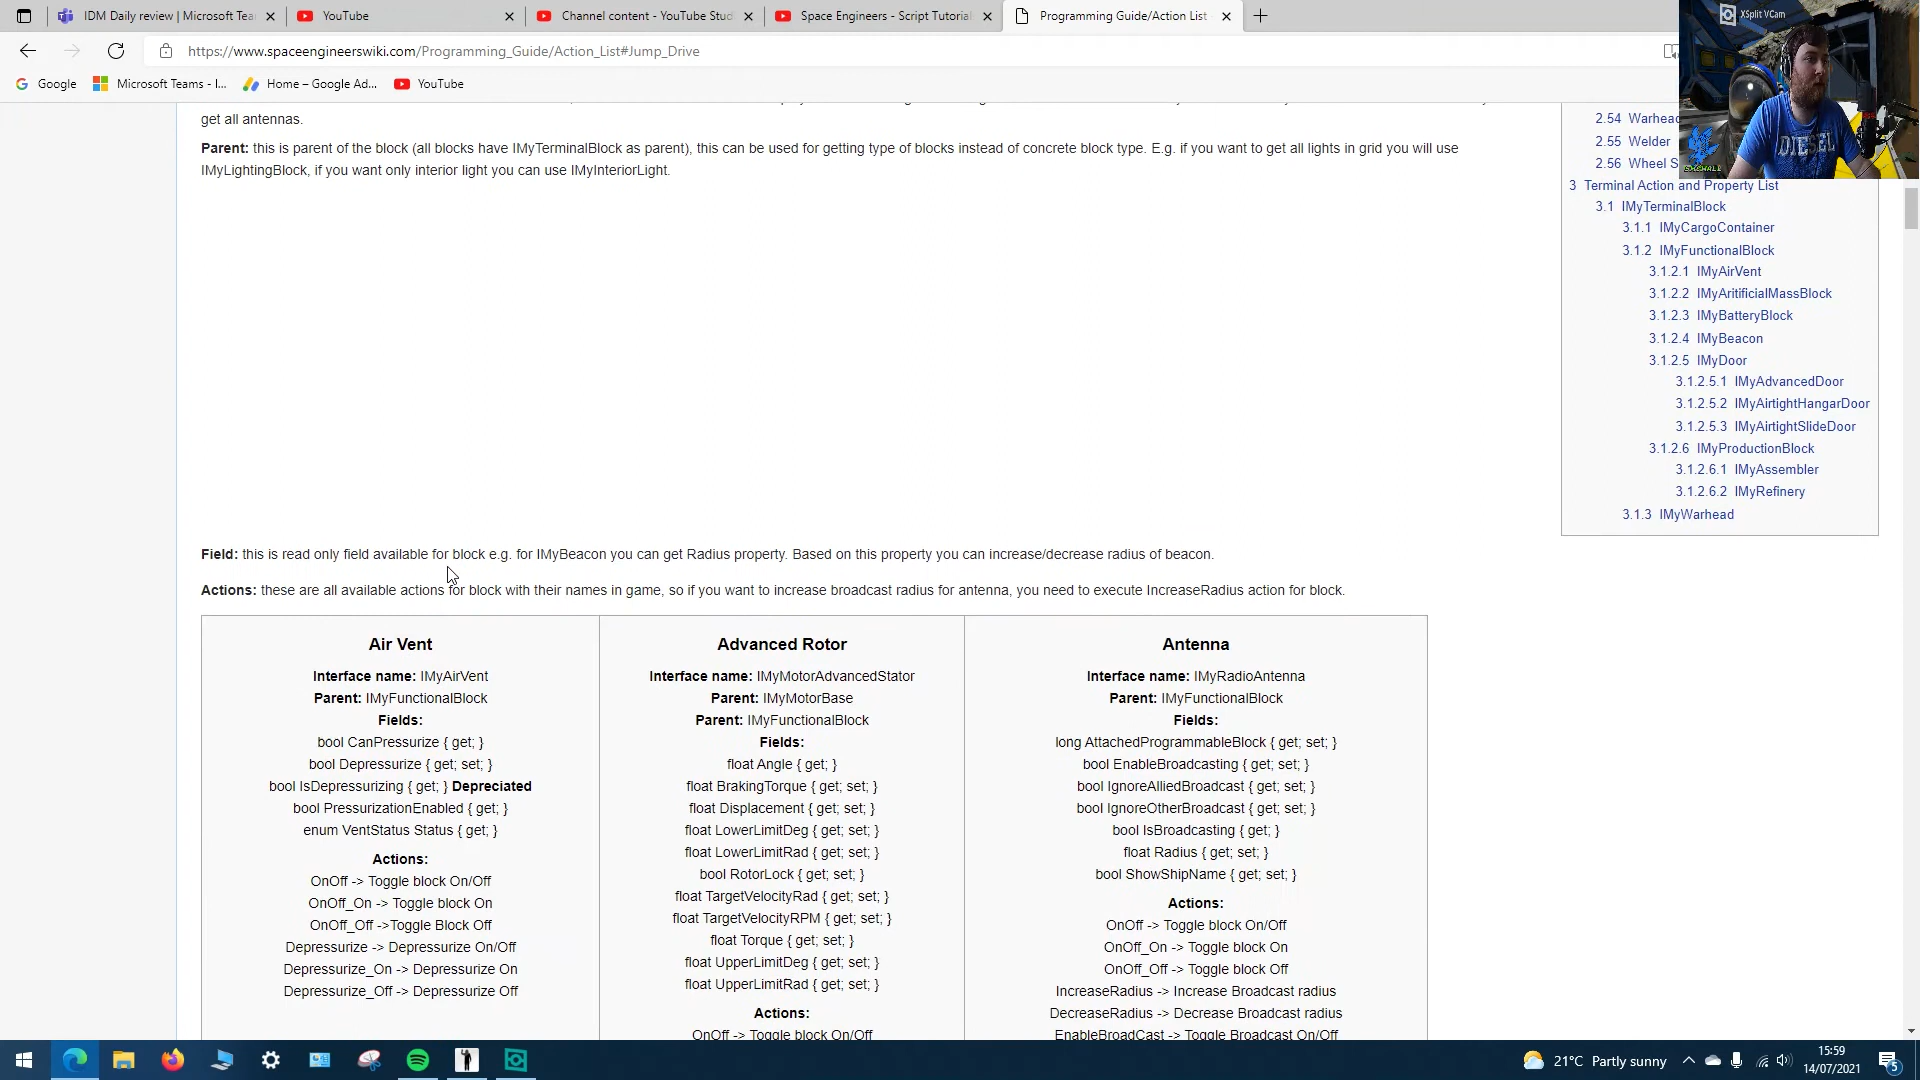 IDM Daily review | Microsoft Tea
YouTube
Channel content - YouTube Stud
Space Engineers - Script Tutorial
Programming Guide/Action List
XSplit VCam
https://www.spaceengineerswiki.com/Programming_Guide/Action_List#Jump_Drive
Google
Microsoft Teams - I...
Home – Google Ad...
YouTube
DIESEL
get all antennas.
Parent: this is parent of the block (all blocks have IMyTerminalBlock as parent), this can be used for getting type of blocks instead of concrete block type. E.g. if you want to get all lights in grid you will use
IMyLightingBlock, if you want only interior light you can use IMyInteriorLight.
2.54 Warhead
2.55 Welder
2.56 Wheel S
3 Terminal Action and Property List
3.1 IMyTerminalBlock
3.1.1 IMyCargoContainer
3.1.2 IMyFunctionalBlock
3.1.2.1 IMyAirVent
3.1.2.2 IMyAritificialMassBlock
3.1.2.3 IMyBatteryBlock
3.1.2.4 IMyBeacon
3.1.2.5 IMyDoor
3.1.2.5.1 IMyAdvancedDoor
3.1.2.5.2 IMyAirtightHangarDoor
3.1.2.5.3 IMyAirtightSlideDoor
3.1.2.6 IMyProductionBlock
3.1.2.6.1 IMyAssembler
3.1.2.6.2 IMyRefinery
3.1.3 IMyWarhead
Field: this is read only field available for block e.g. for IMyBeacon you can get Radius property. Based on this property you can increase/decrease radius of beacon.
Actions: these are all available actions for block with their names in game, so if you want to increase broadcast radius for antenna, you need to execute IncreaseRadius action for block.
Air Vent
Interface name: IMyAirVent
Parent: IMyFunctionalBlock
Fields:
bool CanPressurize { get; }
bool Depressurize { get; set; }
bool IsDepressurizing { get; } Depreciated
bool PressurizationEnabled { get; }
enum VentStatus Status { get; }
Actions:
OnOff -> Toggle block On/Off
OnOff_On -> Toggle block On
OnOff_Off ->Toggle Block Off
Depressurize -> Depressurize On/Off
Depressurize_On -> Depressurize On
Depressurize_Off -> Depressurize Off
Advanced Rotor
Interface name: IMyMotorAdvancedStator
Parent: IMyMotorBase
Parent: IMyFunctionalBlock
Fields:
float Angle { get; }
float BrakingTorque { get; set; }
float Displacement { get; set; }
float LowerLimitDeg { get; set; }
float LowerLimitRad { get; set; }
bool RotorLock { get; set; }
float TargetVelocityRad { get; set; }
float TargetVelocityRPM { get; set; }
float Torque { get; set; }
float UpperLimitDeg { get; set; }
float UpperLimitRad { get; set; }
Actions:
OnOff -> Toggle block On/Off
Antenna
Interface name: IMyRadioAntenna
Parent: IMyFunctionalBlock
Fields:
long AttachedProgrammableBlock { get; set; }
bool EnableBroadcasting { get; set; }
bool IgnoreAlliedBroadcast { get; set; }
bool IgnoreOtherBroadcast { get; set; }
bool IsBroadcasting { get; }
float Radius { get; set; }
bool ShowShipName { get; set; }
Actions:
OnOff -> Toggle block On/Off
OnOff_On -> Toggle block On
OnOff_Off -> Toggle block Off
IncreaseRadius -> Increase Broadcast radius
DecreaseRadius -> Decrease Broadcast radius
EnableBroadCast -> Toggle Broadcast On/Off
21°C Partly sunny
15:59
14/07/2021
5